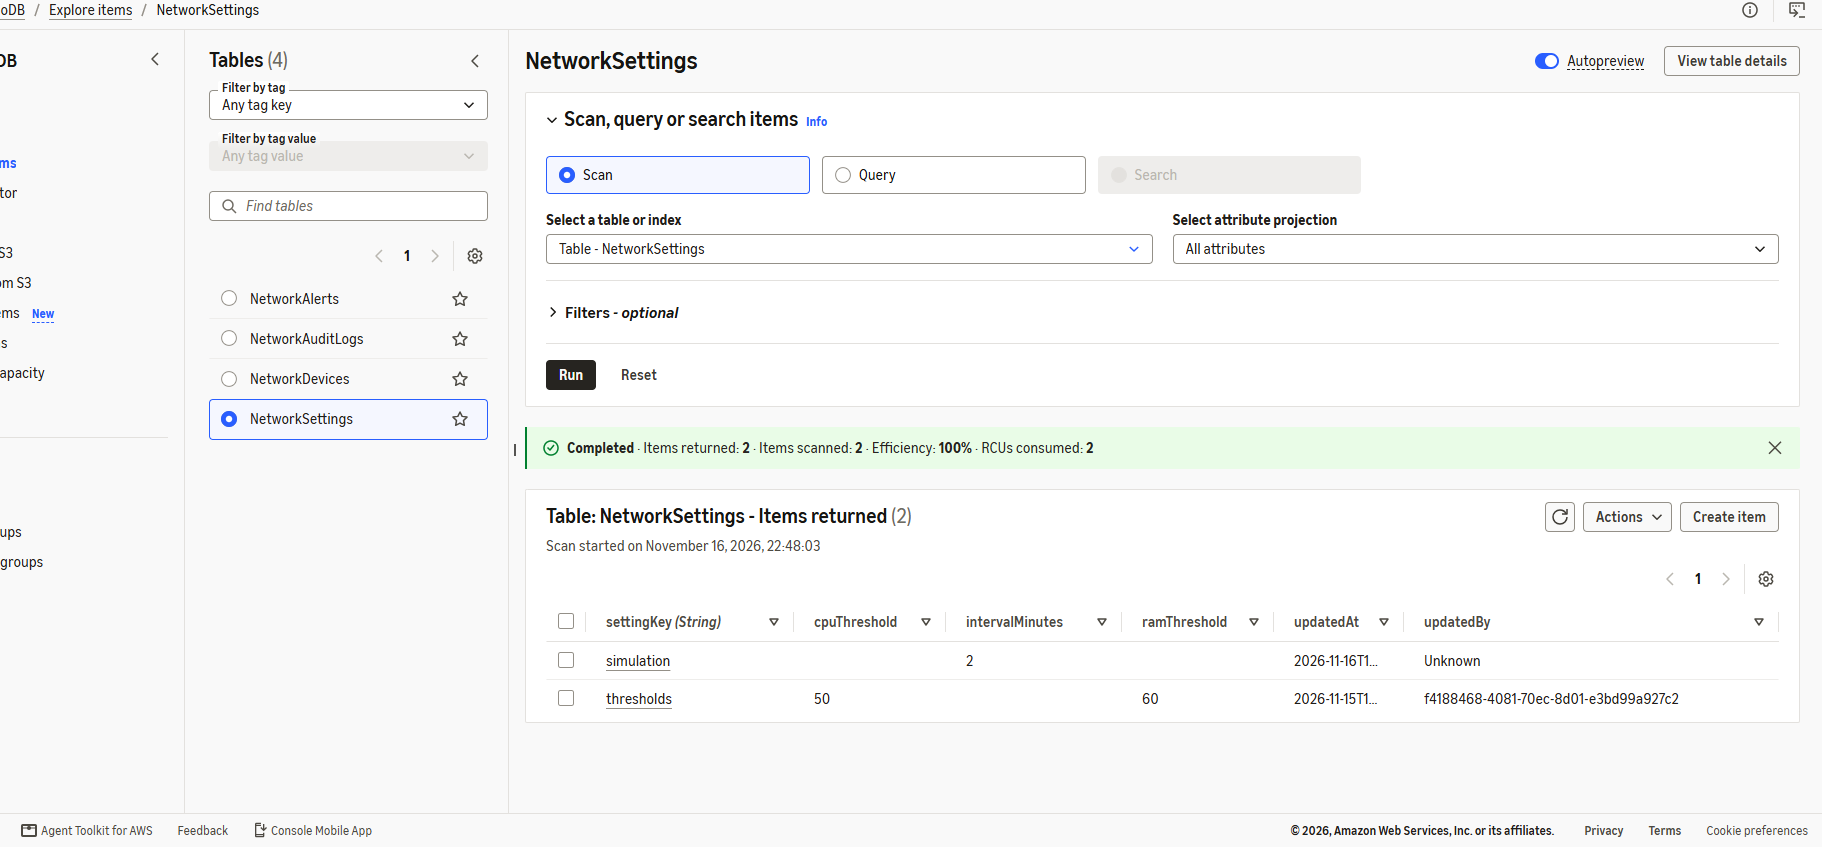 oDB / Explore items / NetworkSettings
DB
ms
tor
S3
om S3
ems New
s
apacity
ups
groups
Tables (4)
Filter by tag
Any tag key
Filter by tag value
Any tag value
Find tables
1
NetworkAlerts
NetworkAuditLogs
NetworkDevices
NetworkSettings
NetworkSettings
Autopreview
View table details
Scan, query or search items Info
Scan
Query
Search
Select a table or index
Table - NetworkSettings
Select attribute projection
All attributes
Filters - optional
Run
Reset
Completed · Items returned: 2 · Items scanned: 2 · Efficiency: 100% · RCUs consumed: 2
Table: NetworkSettings - Items returned (2)
Scan started on November 16, 2026, 22:48:03
Actions
Create item
1
settingKey (String) cpuThreshold intervalMinutes ramThreshold updatedAt updatedBy
simulation 2 2026-11-16T1... Unknown
thresholds 50 60 2026-11-15T1... f4188468-4081-70ec-8d01-e3bd99a927c2
Agent Toolkit for AWS Feedback Console Mobile App
© 2026, Amazon Web Services, Inc. or its affiliates. Privacy Terms Cookie preferences